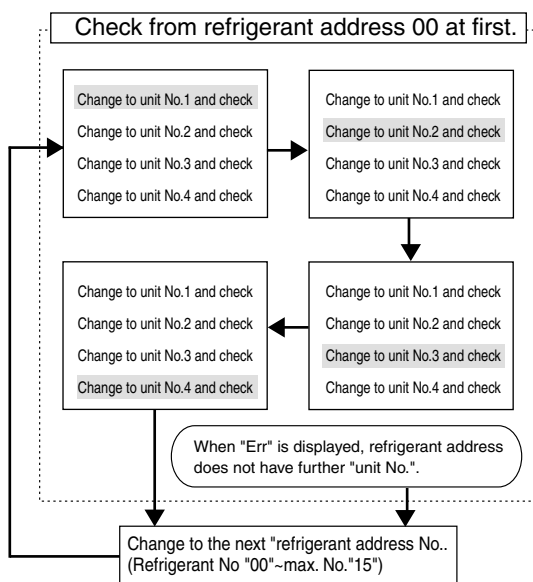 Check from refrigerant address 00 at first.
Change to unit No.1 and check
Change to unit No.2 and check
Change to unit No.3 and check
Change to unit No.4 and check
Change to unit No.1 and check
Change to unit No.2 and check
Change to unit No.3 and check
Change to unit No.4 and check
Change to unit No.1 and check
Change to unit No.2 and check
Change to unit No.3 and check
Change to unit No.4 and check
Change to unit No.1 and check
Change to unit No.2 and check
Change to unit No.3 and check
Change to unit No.4 and check
When "Err" is displayed, refrigerant address
does not have further "unit No.".
Change to the next "refrigerant address No..
(Refrigerant No "00"~max. No."15")